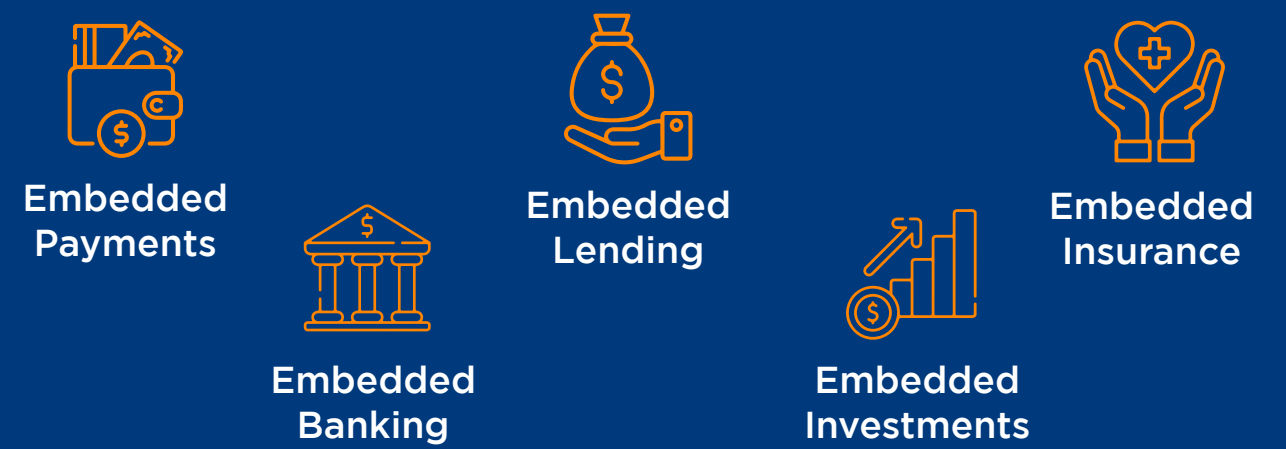 Embedded
Payments
Embedded
Banking
Embedded
Lending
Embedded
Investments
Embedded
Insurance